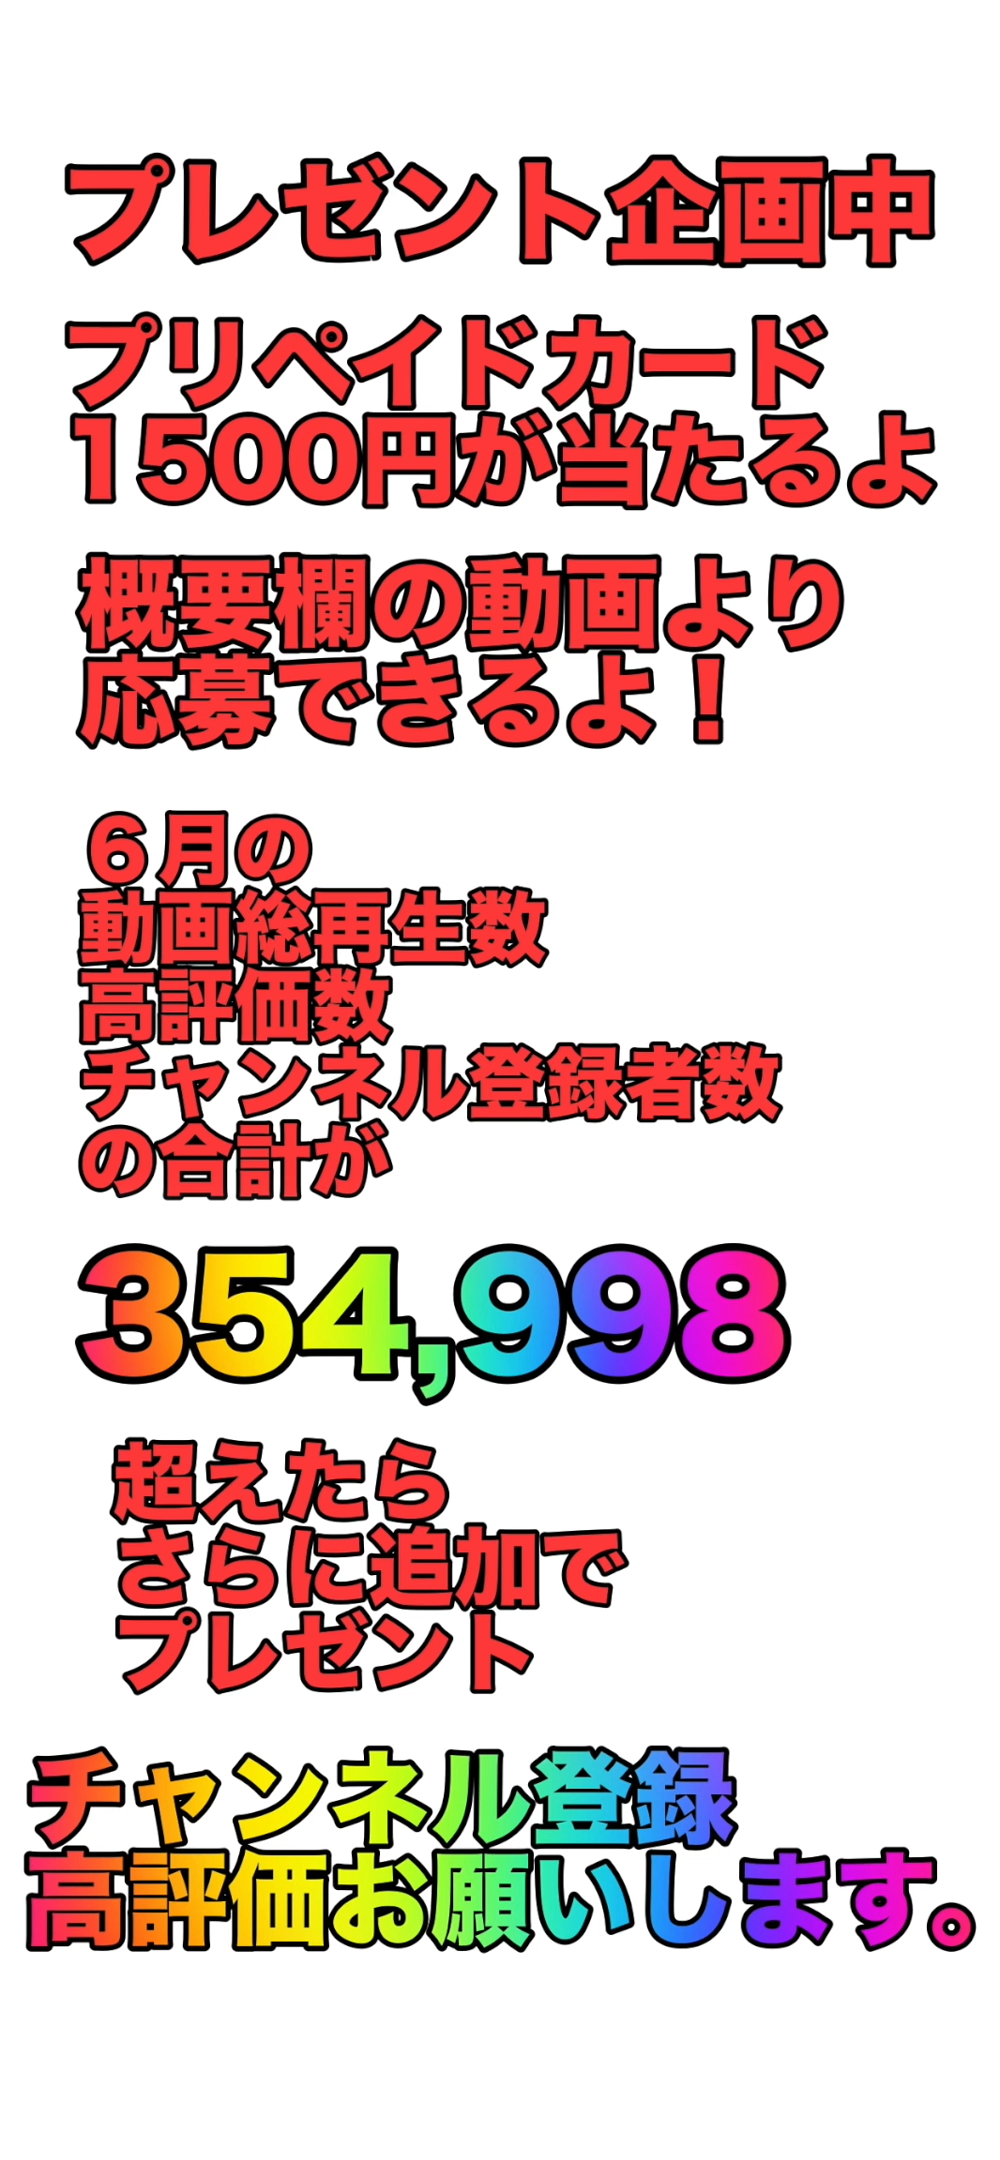 プレゼント企画中
プリペイドカード
1500円が当たるよ
概要欄の動画より
応募できるよ！
６月の
動画総再生数
高評価数
チャンネル登録者数
の合計が
354,998
超えたら
さらに追加で
プレゼント
チャンネル登録
高評価お願いします。